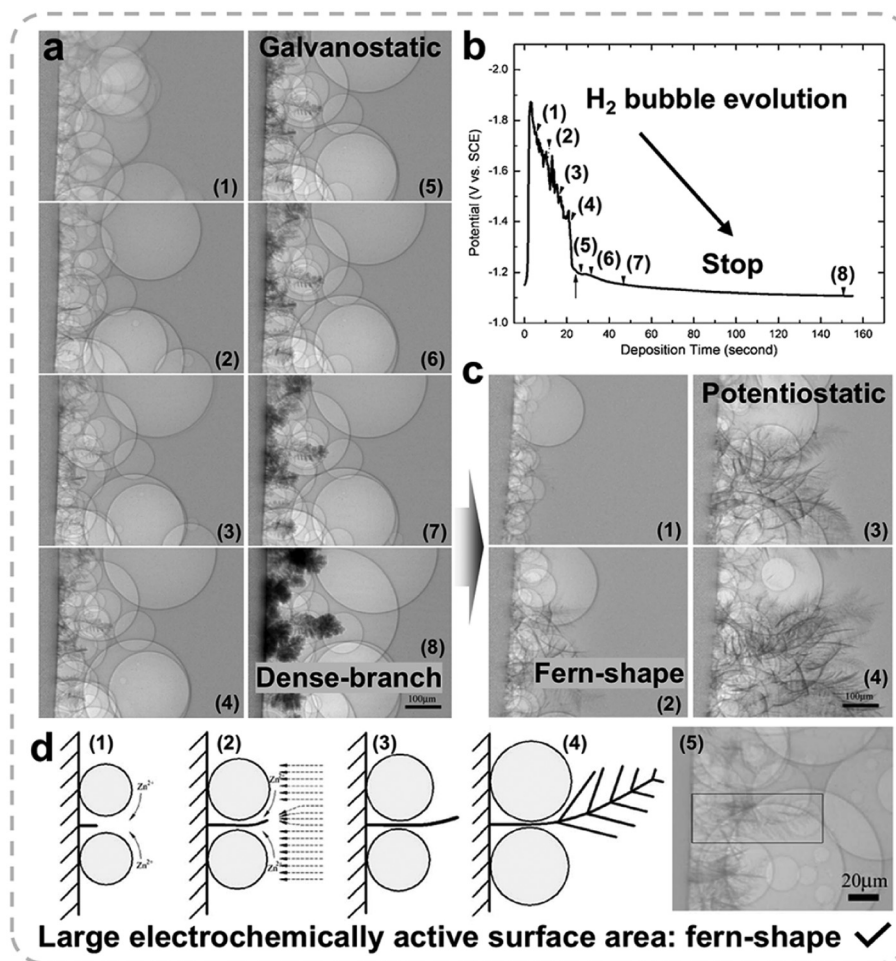 a
Galvanostatic
(1)
(5)
(2)
(6)
(3)
(7)
(4)
(8)
Dense-branch
100μm
b
-2.0
-1.8
-1.6
-1.4
-1.2
-1.0
Potential (V vs. SCE)
H₂ bubble evolution
Stop
(1)
(2)
(3)
(4)
(5)
(6)
(7)
(8)
0 20 40 60 80 100 120 140 160
Deposition Time (second)
c
Potentiostatic
(1)
(3)
Fern-shape
(2)
(4)
100μm
d
(1)
(2)
(3)
(4)
(5)
Zn²⁺
Zn²⁺
Zn²⁺
Zn²⁺
20μm
Large electrochemically active surface area: fern-shape ✓